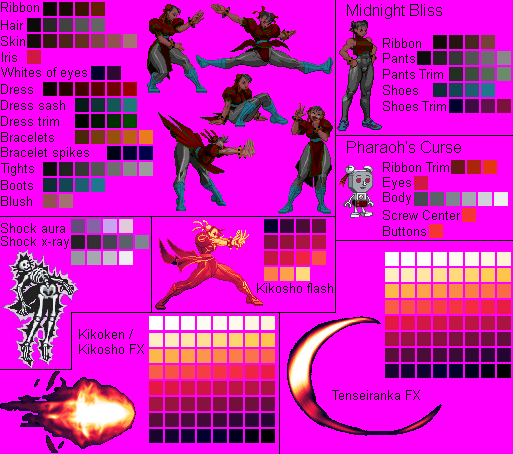 Ribbon
Hair
Skin
Iris
Whites of eyes
Dress
Dress sash
Dress trim
Bracelets
Bracelet spikes
Tights
Boots
Blush
Midnight Bliss
Ribbon
Pants
Pants Trim
Shoes
Shoes Trim
Pharaoh's Curse
Ribbon Trim
Eyes
Body
Screw Center
Buttons
Shock aura
Shock x-ray
Kikosho flash
Kikoken /
Kikosho FX
Tenseiranka FX